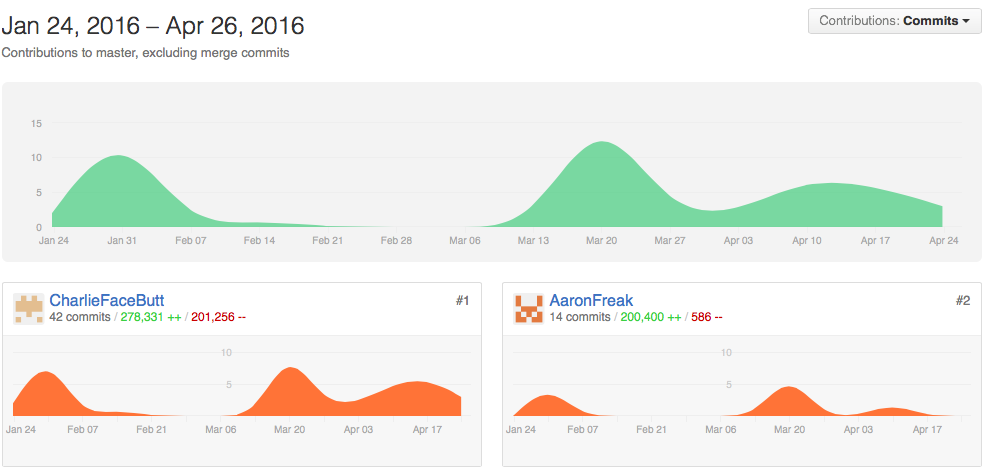 Jan 24, 2016 – Apr 26, 2016
Contributions: Commits
Contributions to master, excluding merge commits
15
10
5
0
Jan 24 Jan 31 Feb 07 Feb 14 Feb 21 Feb 28 Mar 06 Mar 13 Mar 20 Mar 27 Apr 03 Apr 10 Apr 17 Apr 24
CharlieFaceButt #1
42 commits / 278,331 ++ / 201,256 --
10
5
Jan 24 Feb 07 Feb 21 Mar 06 Mar 20 Apr 03 Apr 17
AaronFreak #2
14 commits / 200,400 ++ / 586 --
10
5
Jan 24 Feb 07 Feb 21 Mar 06 Mar 20 Apr 03 Apr 17